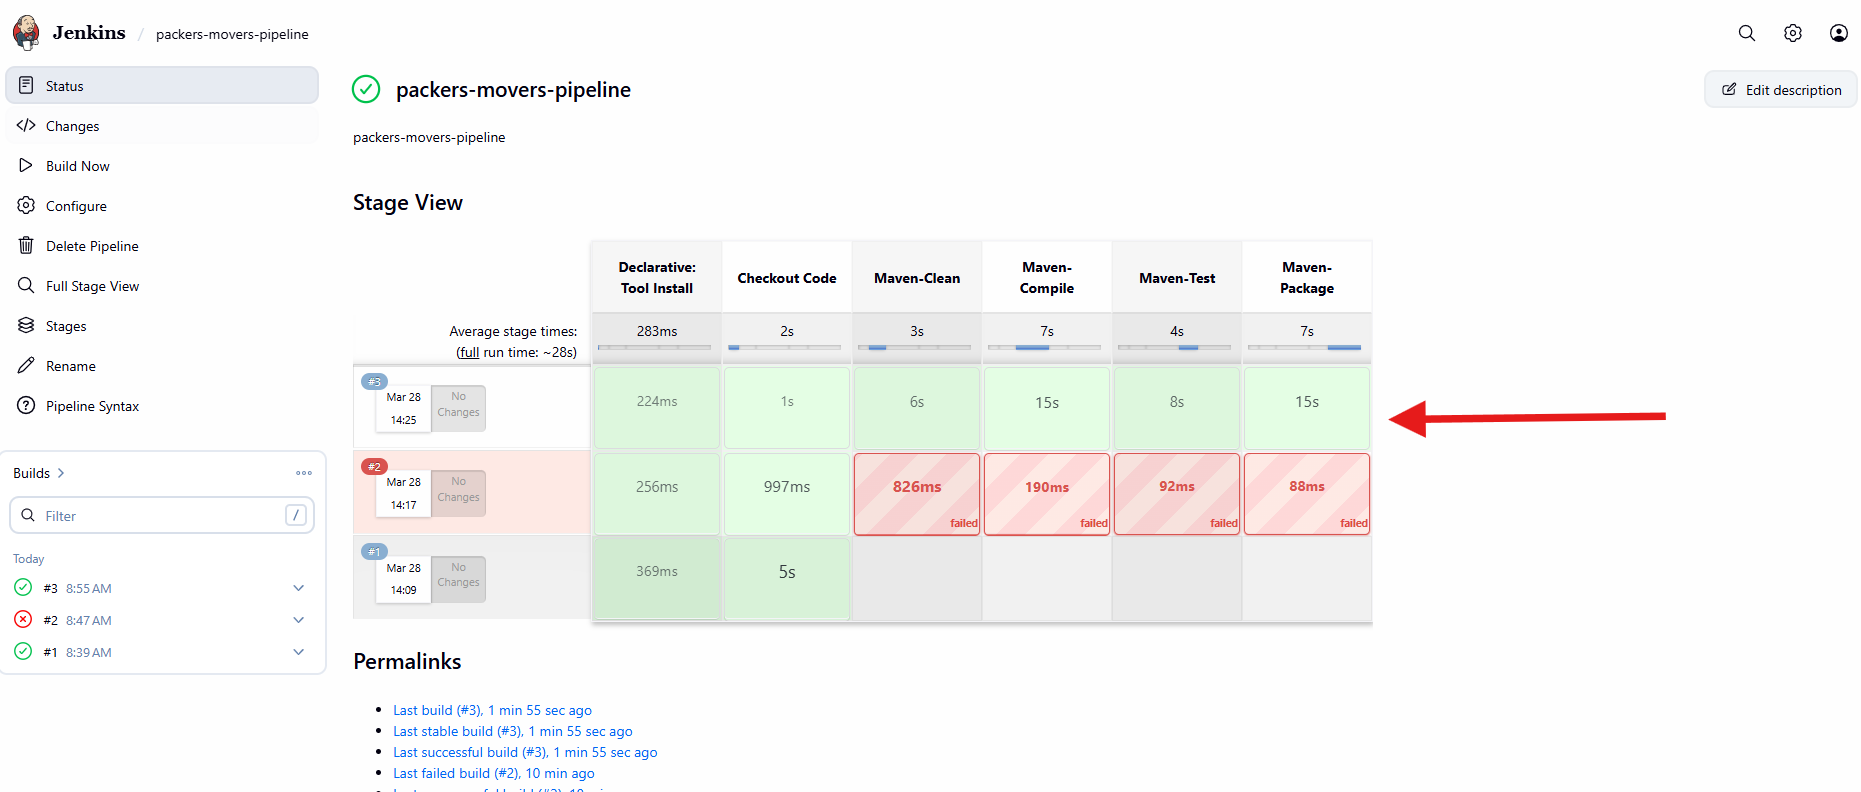 Jenkins / packers-movers-pipeline
Status
Changes
Build Now
Configure
Delete Pipeline
Full Stage View
Stages
Rename
Pipeline Syntax
Builds
Filter /
Today
#3 8:55 AM
#2 8:47 AM
#1 8:39 AM
packers-movers-pipeline
Edit description
packers-movers-pipeline
Stage View
Declarative: Tool Install
Checkout Code
Maven-Clean
Maven-Compile
Maven-Test
Maven-Package
Average stage times:
(full run time: ~28s)
283ms 2s 3s 7s 4s 7s
#3
Mar 28
14:25
No Changes
224ms 1s 6s 15s 8s 15s
#2
Mar 28
14:17
No Changes
256ms 997ms 826ms 190ms 92ms 88ms
failed failed failed failed
#1
Mar 28
14:09
No Changes
369ms 5s
Permalinks
Last build (#3), 1 min 55 sec ago
Last stable build (#3), 1 min 55 sec ago
Last successful build (#3), 1 min 55 sec ago
Last failed build (#2), 10 min ago